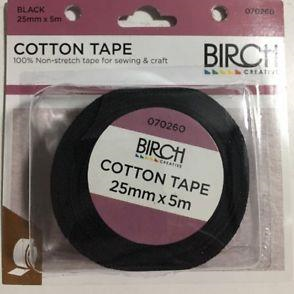 BLACK
25mm x 5m
070260
COTTON TAPE
100% Non-stretch tape for sewing & craft
BIRCH
CREATIVE
070260
BIRCH
CREATIVE
COTTON TAPE
25mm x 5m